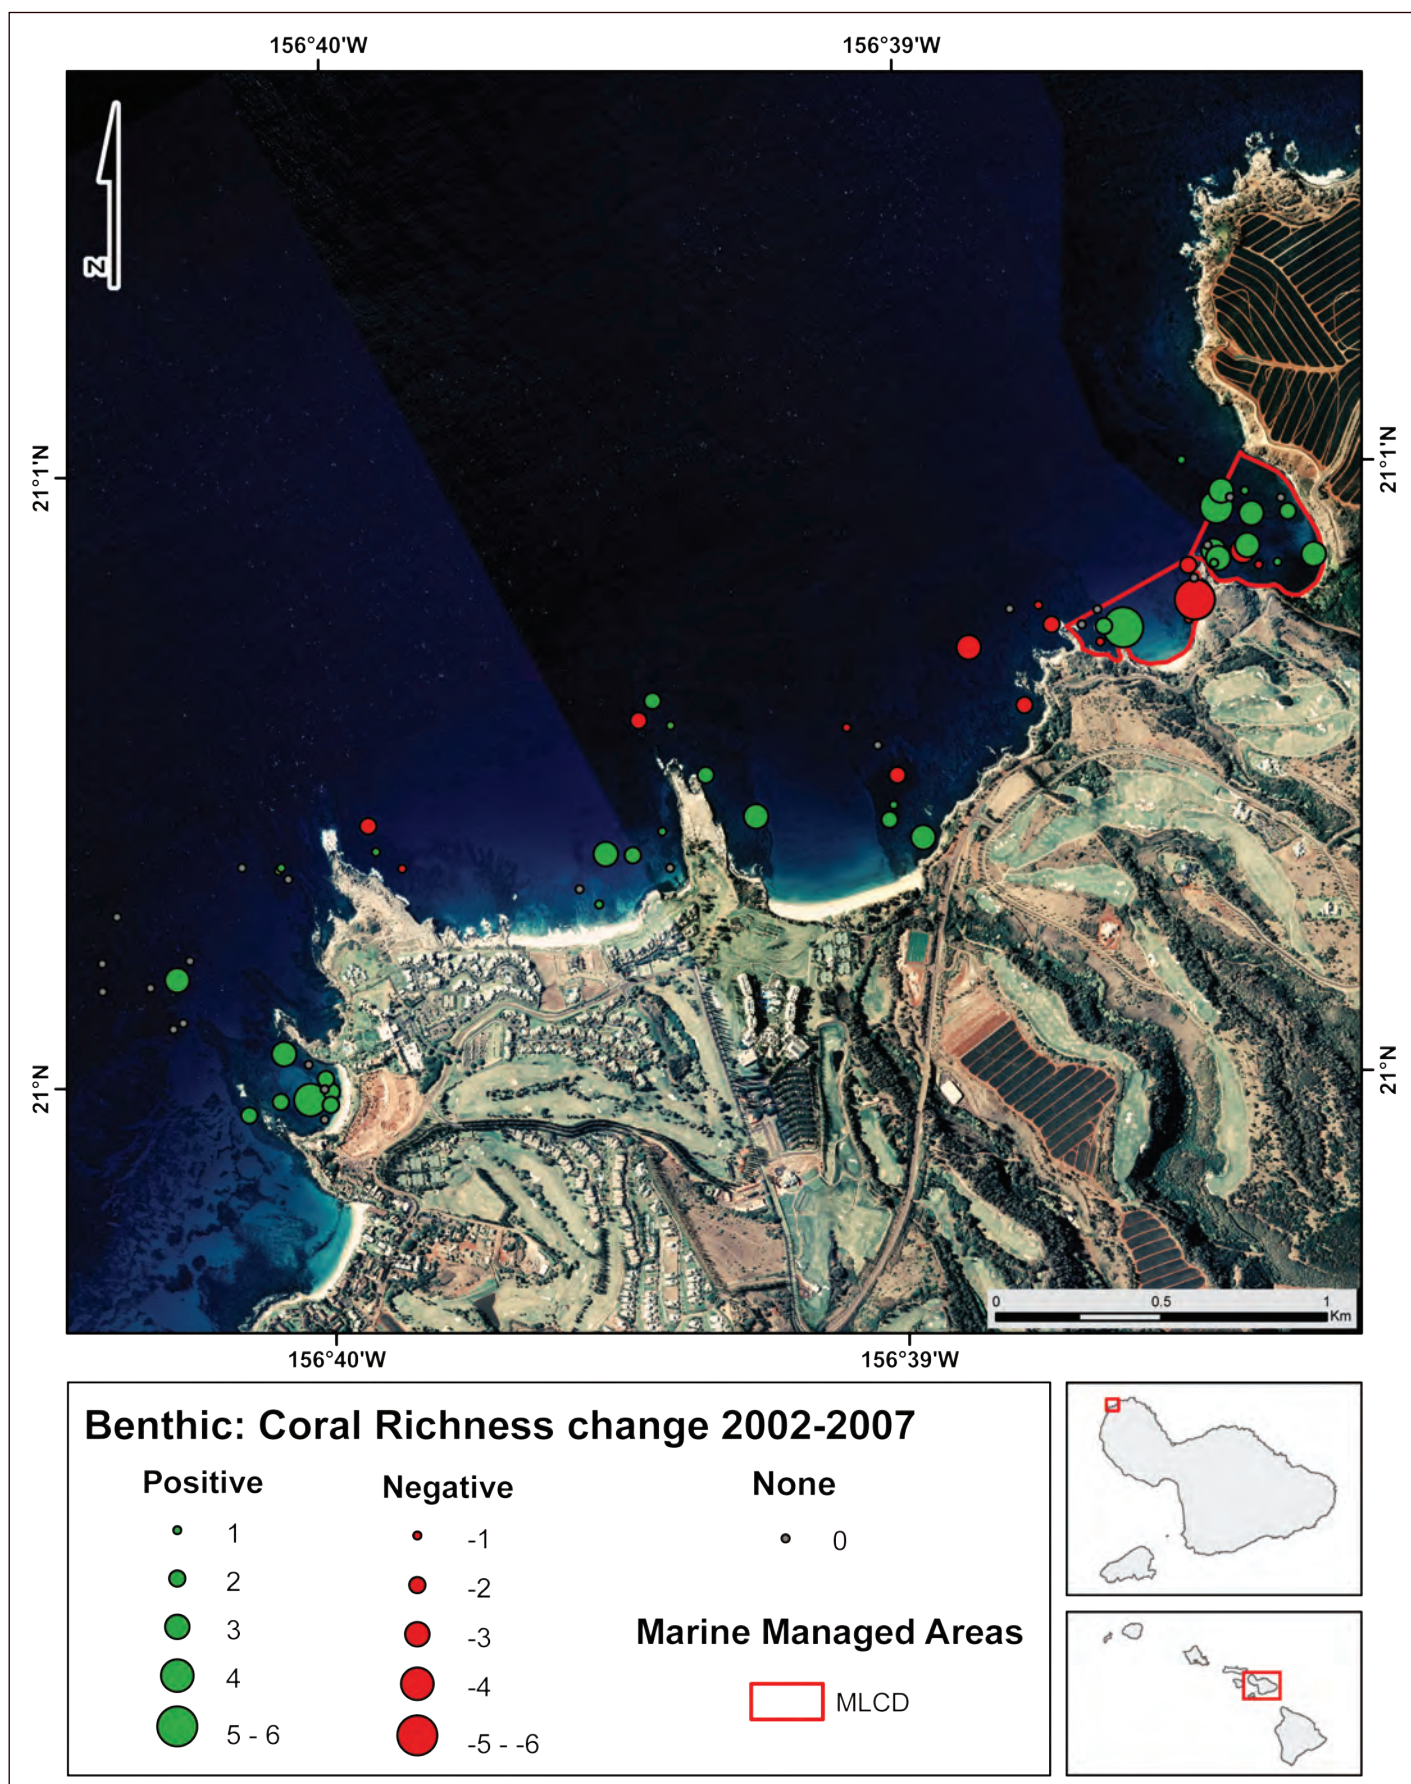 156°40'W
156°39'W
N
21°1'N
21°1'N
21°N
21°N
0
0.5
1
Km
156°40'W
156°39'W
Benthic: Coral Richness change 2002-2007
Positive
1
2
3
4
5 - 6
Negative
-1
-2
-3
-4
-5 - -6
None
0
Marine Managed Areas
MLCD